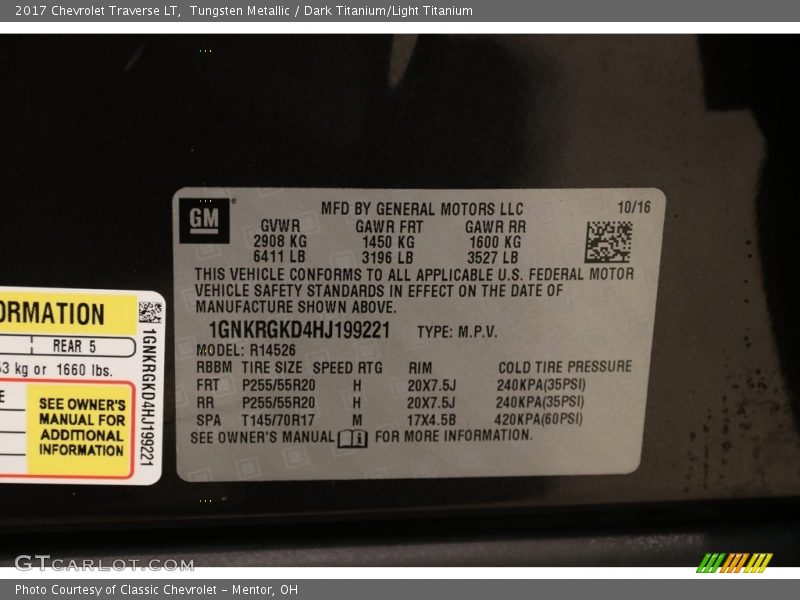 2017 Chevrolet Traverse LT, Tungsten Metallic / Dark Titanium/Light Titanium
GM
MFD BY GENERAL MOTORS LLC 10/16
GVWR GAWR FRT GAWR RR
2908 KG 1450 KG 1600 KG
6411 LB 3196 LB 3527 LB
THIS VEHICLE CONFORMS TO ALL APPLICABLE U.S. FEDERAL MOTOR
VEHICLE SAFETY STANDARDS IN EFFECT ON THE DATE OF
MANUFACTURE SHOWN ABOVE.
1GNKRGKD4HJ199221 TYPE: M.P.V.
MODEL: R14526
RBBM TIRE SIZE SPEED RTG RIM COLD TIRE PRESSURE
FRT P255/55R20 H 20X7.5J 240KPA(35PSI)
RR P255/55R20 H 20X7.5J 240KPA(35PSI)
SPA T145/70R17 M 17X4.5B 420KPA(60PSI)
SEE OWNER'S MANUAL FOR MORE INFORMATION.
ORMATION
REAR 5
53 kg or 1660 lbs.
E
SEE OWNER'S
MANUAL FOR
ADDITIONAL
INFORMATION
1GNKRGKD4HJ199221
GTCARLOT.COM
Photo Courtesy of Classic Chevrolet - Mentor, OH